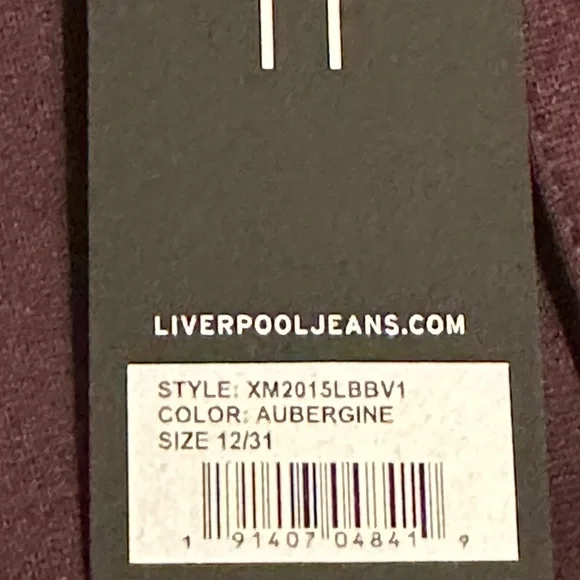 LIVERPOOLJEANS.COM
STYLE: XM2015LBBV1
COLOR: AUBERGINE
SIZE 12/31
1 91407 04841 9